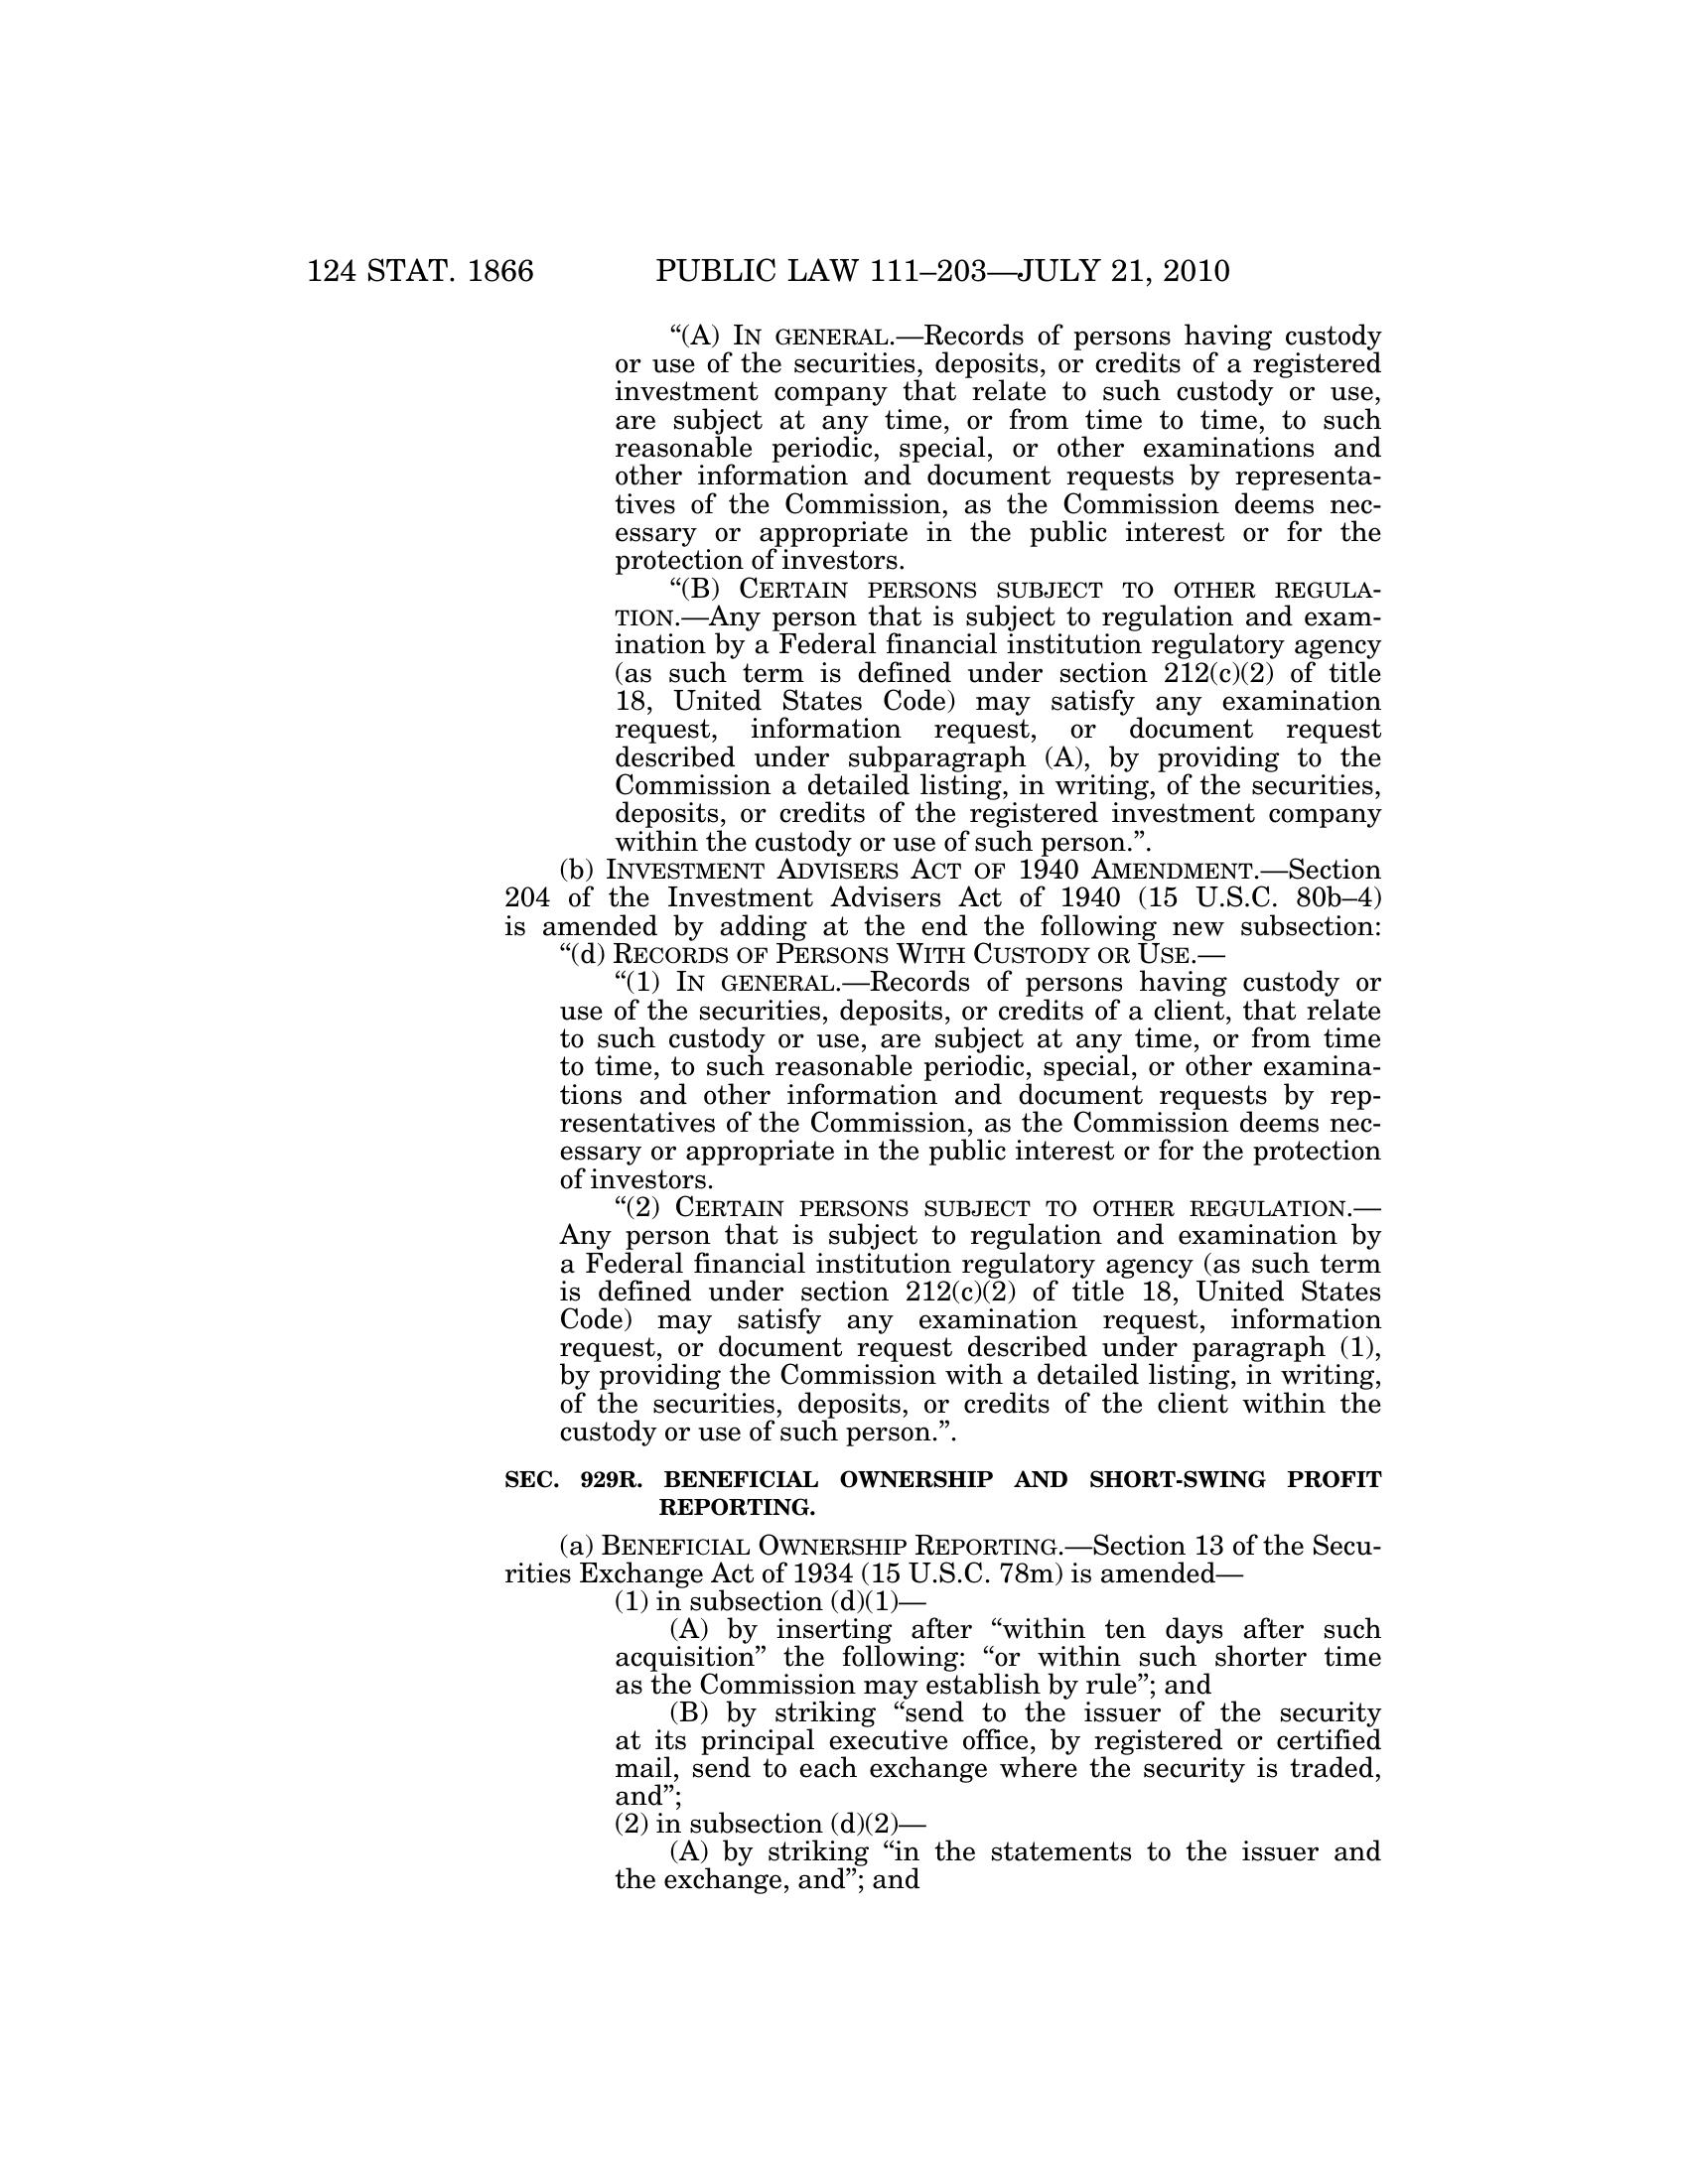 124 STAT. 1866 PUBLIC LAW 111–203—JULY 21, 2010
“(A) IN GENERAL.—Records of persons having custody
or use of the securities, deposits, or credits of a registered
investment company that relate to such custody or use,
are subject at any time, or from time to time, to such
reasonable periodic, special, or other examinations and
other information and document requests by representa-
tives of the Commission, as the Commission deems nec-
essary or appropriate in the public interest or for the
protection of investors.
“(B) CERTAIN PERSONS SUBJECT TO OTHER REGULA-
TION.—Any person that is subject to regulation and exam-
ination by a Federal financial institution regulatory agency
(as such term is defined under section 212(c)(2) of title
18, United States Code) may satisfy any examination
request, information request, or document request
described under subparagraph (A), by providing to the
Commission a detailed listing, in writing, of the securities,
deposits, or credits of the registered investment company
within the custody or use of such person.”.
(b) INVESTMENT ADVISERS ACT OF 1940 AMENDMENT.—Section
204 of the Investment Advisers Act of 1940 (15 U.S.C. 80b–4)
is amended by adding at the end the following new subsection:
“(d) RECORDS OF PERSONS WITH CUSTODY OR USE.—
“(1) IN GENERAL.—Records of persons having custody or
use of the securities, deposits, or credits of a client, that relate
to such custody or use, are subject at any time, or from time
to time, to such reasonable periodic, special, or other examina-
tions and other information and document requests by rep-
resentatives of the Commission, as the Commission deems nec-
essary or appropriate in the public interest or for the protection
of investors.
“(2) CERTAIN PERSONS SUBJECT TO OTHER REGULATION.—
Any person that is subject to regulation and examination by
a Federal financial institution regulatory agency (as such term
is defined under section 212(c)(2) of title 18, United States
Code) may satisfy any examination request, information
request, or document request described under paragraph (1),
by providing the Commission with a detailed listing, in writing,
of the securities, deposits, or credits of the client within the
custody or use of such person.”.
SEC. 929R. BENEFICIAL OWNERSHIP AND SHORT-SWING PROFIT
REPORTING.
(a) BENEFICIAL OWNERSHIP REPORTING.—Section 13 of the Secu-
rities Exchange Act of 1934 (15 U.S.C. 78m) is amended—
(1) in subsection (d)(1)—
(A) by inserting after “within ten days after such
acquisition” the following: “or within such shorter time
as the Commission may establish by rule”; and
(B) by striking “send to the issuer of the security
at its principal executive office, by registered or certified
mail, send to each exchange where the security is traded,
and”;
(2) in subsection (d)(2)—
(A) by striking “in the statements to the issuer and
the exchange, and”; and